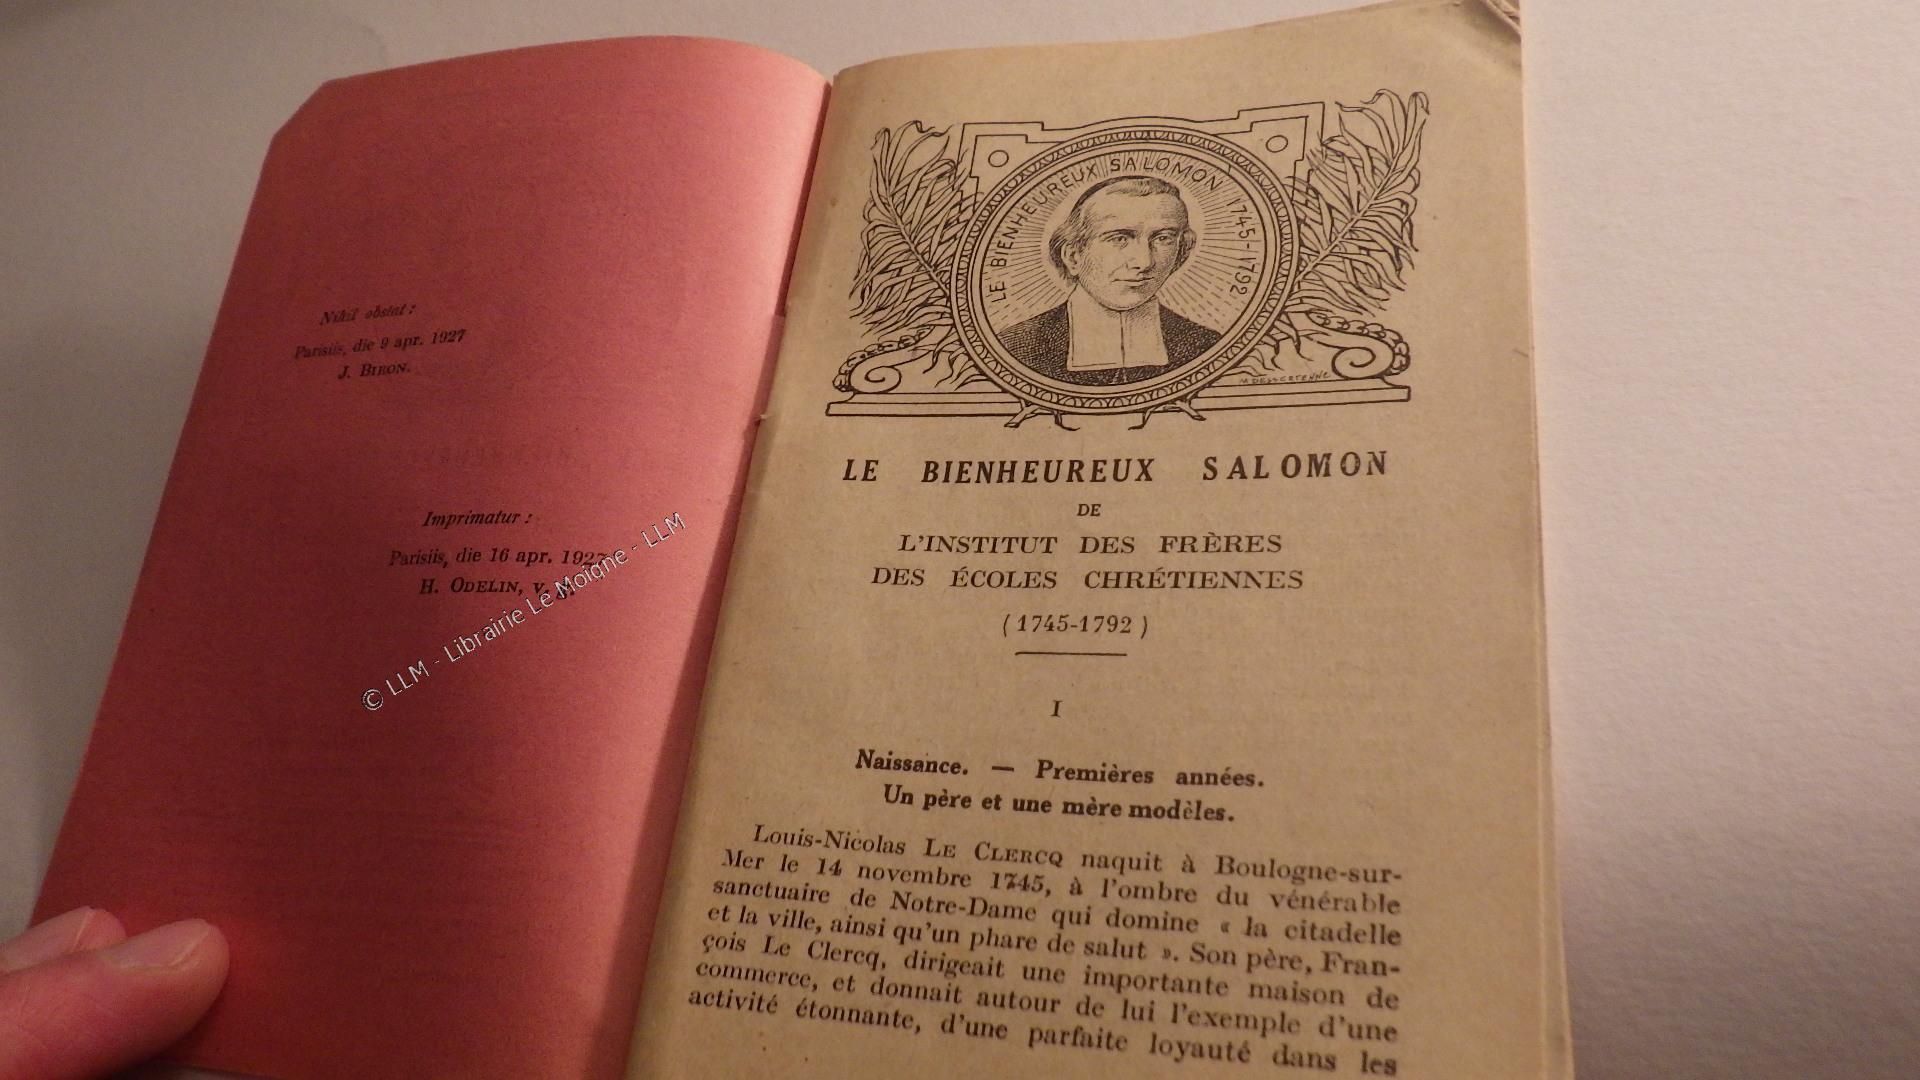 Nihil obstat :
Parisiis, die 9 apr. 1927
J. BIRON.
Imprimatur :
Parisiis, die 16 apr. 1927
H. ODELIN, v. g.
© LLM - Librairie Le Moigne - LLM
LE BIENHEUREUX SALOMON 1745-1792
M DESSERTENNE
LE BIENHEUREUX SALOMON
DE
L'INSTITUT DES FRÈRES
DES ÉCOLES CHRÉTIENNES
(1745-1792)
I
Naissance. — Premières années.
Un père et une mère modèles.
Louis-Nicolas LE CLERCQ naquit à Boulogne-sur-
Mer le 14 novembre 1745, à l'ombre du vénérable
sanctuaire de Notre-Dame qui domine « la citadelle
et la ville, ainsi qu'un phare de salut ». Son père, Fran-
çois Le Clercq, dirigeait une importante maison de
commerce, et donnait autour de lui l'exemple d'une
activité étonnante, d'une parfaite loyauté dans les